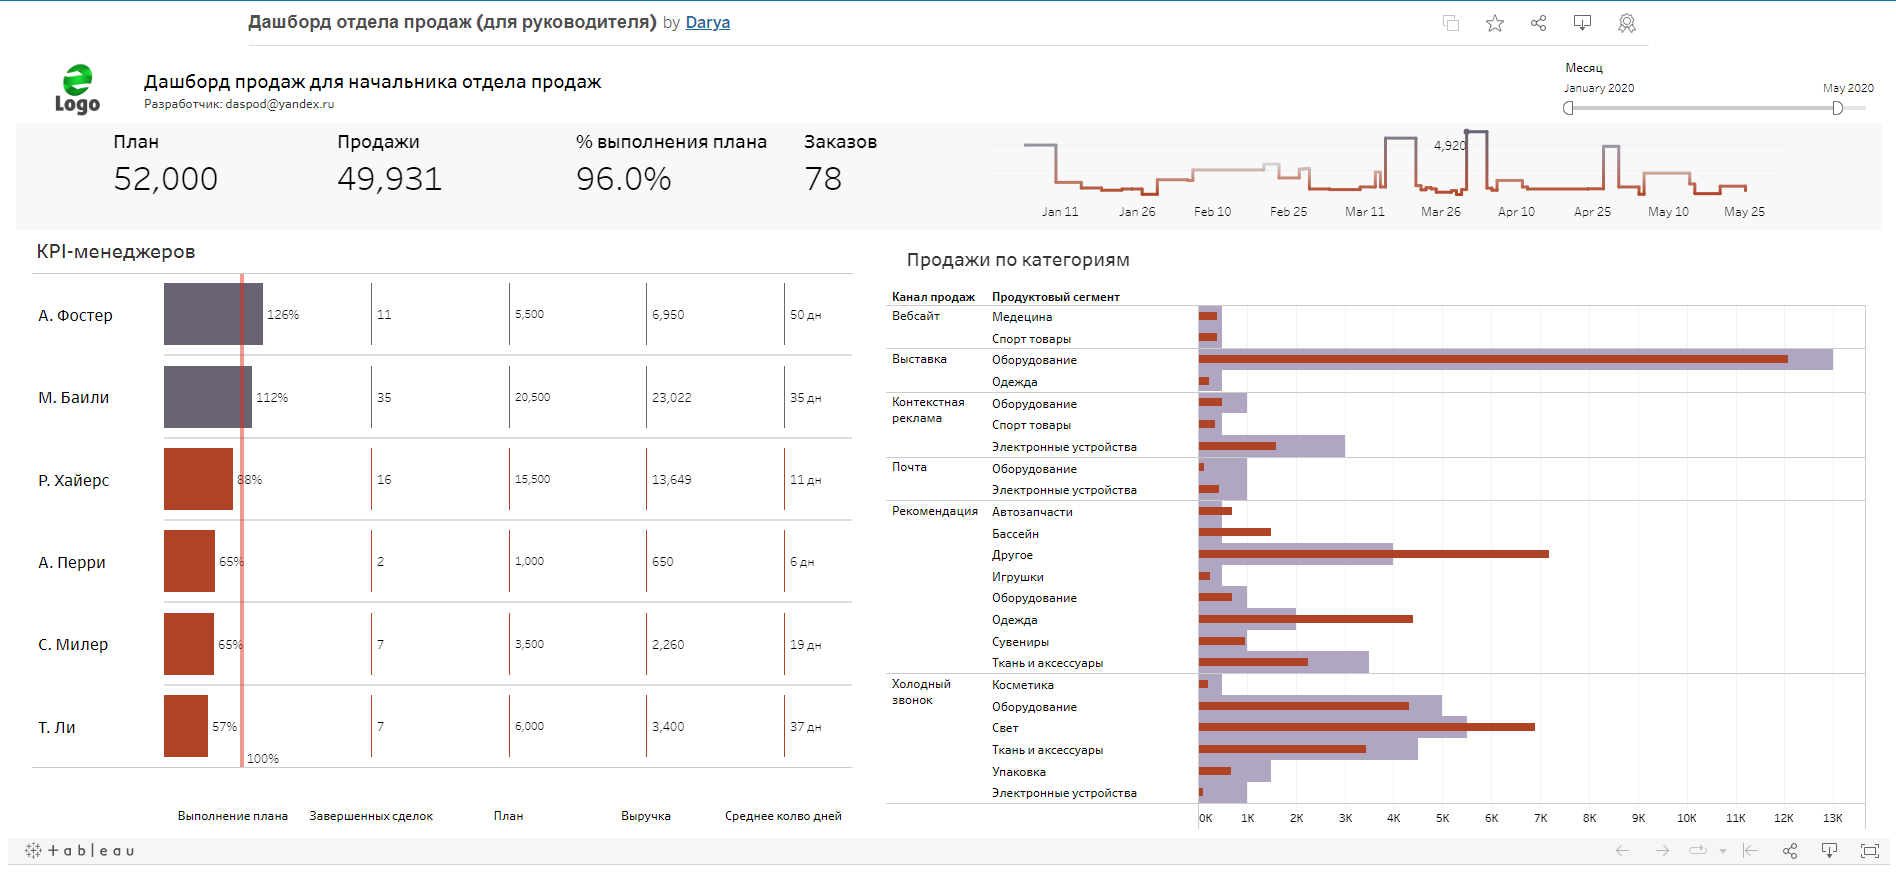 Дашборд отдела продаж (для руководителя) by Darya
Logo
Дашборд продаж для начальника отдела продаж
Разработчик: daspod@yandex.ru
Месяц
January 2020 May 2020
План Продажи % выполнения плана Заказов
52,000 49,931 96.0% 78
4,920
Jan 11 Jan 26 Feb 10 Feb 25 Mar 11 Mar 26 Apr 10 Apr 25 May 10 May 25
KPI-менеджеров
А. Фостер 126% 11 5,500 6,950 50 дн
М. Баили 112% 35 20,500 23,022 35 дн
Р. Хайерс 88% 16 15,500 13,649 11 дн
А. Перри 65% 2 1,000 650 6 дн
С. Милер 65% 7 3,500 2,260 19 дн
Т. Ли 57% 7 6,000 3,400 37 дн
100%
Выполнение плана Завершенных сделок План Выручка Среднее колво дней
Продажи по категориям
Канал продаж Продуктовый сегмент
Вебсайт Медецина
Спорт товары
Выставка Оборудование
Одежда
Контекстная Оборудование
реклама
Спорт товары
Электронные устройства
Почта Оборудование
Электронные устройства
Рекомендация Автозапчасти
Бассейн
Другое
Игрушки
Оборудование
Одежда
Сувениры
Ткань и аксессуары
Холодный Косметика
звонок
Оборудование
Свет
Ткань и аксессуары
Упаковка
Электронные устройства
0K 1K 2K 3K 4K 5K 6K 7K 8K 9K 10K 11K 12K 13K
+ableau